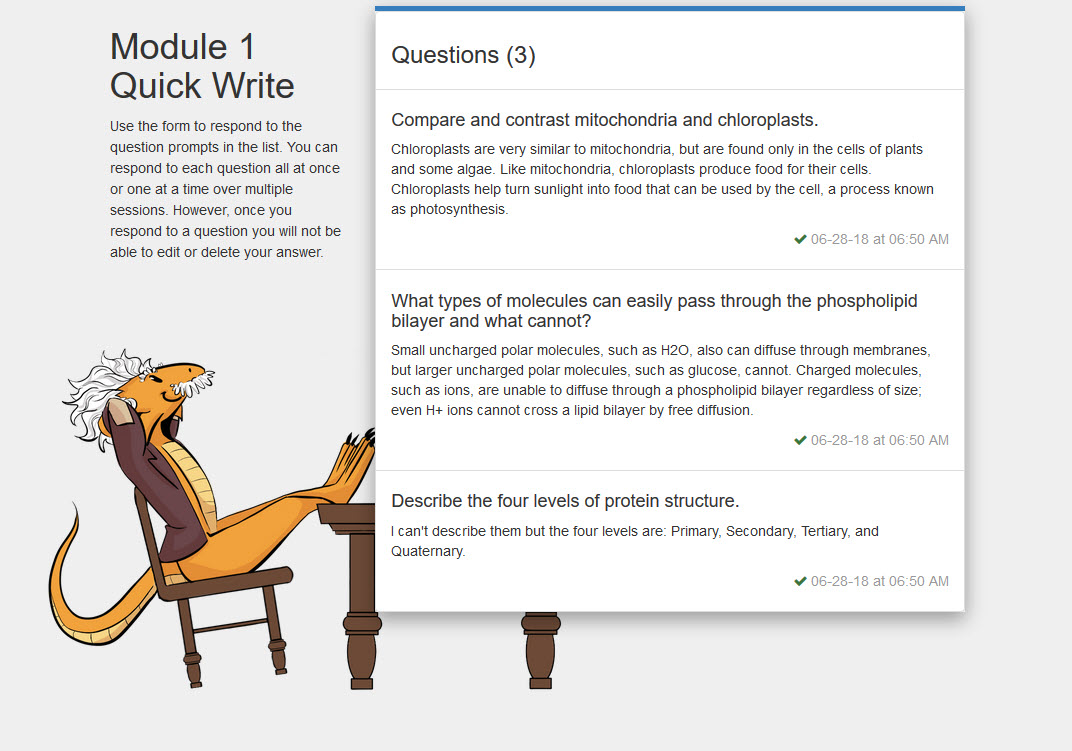 Module 1
Quick Write
Use the form to respond to the
question prompts in the list. You can
respond to each question all at once
or one at a time over multiple
sessions. However, once you
respond to a question you will not be
able to edit or delete your answer.
Questions (3)
Compare and contrast mitochondria and chloroplasts.
Chloroplasts are very similar to mitochondria, but are found only in the cells of plants
and some algae. Like mitochondria, chloroplasts produce food for their cells.
Chloroplasts help turn sunlight into food that can be used by the cell, a process known
as photosynthesis.
06-28-18 at 06:50 AM
What types of molecules can easily pass through the phospholipid
bilayer and what cannot?
Small uncharged polar molecules, such as H2O, also can diffuse through membranes,
but larger uncharged polar molecules, such as glucose, cannot. Charged molecules,
such as ions, are unable to diffuse through a phospholipid bilayer regardless of size;
even H+ ions cannot cross a lipid bilayer by free diffusion.
06-28-18 at 06:50 AM
Describe the four levels of protein structure.
I can't describe them but the four levels are: Primary, Secondary, Tertiary, and
Quaternary.
06-28-18 at 06:50 AM